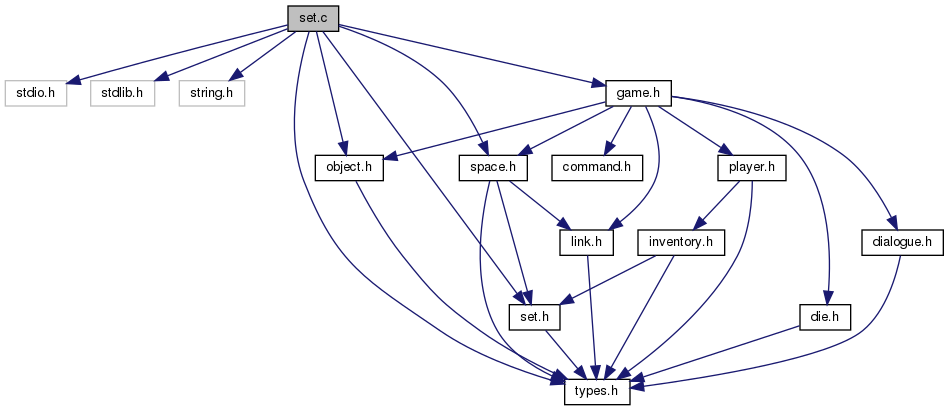 set.c
stdio.h
stdlib.h
string.h
game.h
object.h
space.h
command.h
player.h
link.h
inventory.h
dialogue.h
set.h
die.h
types.h